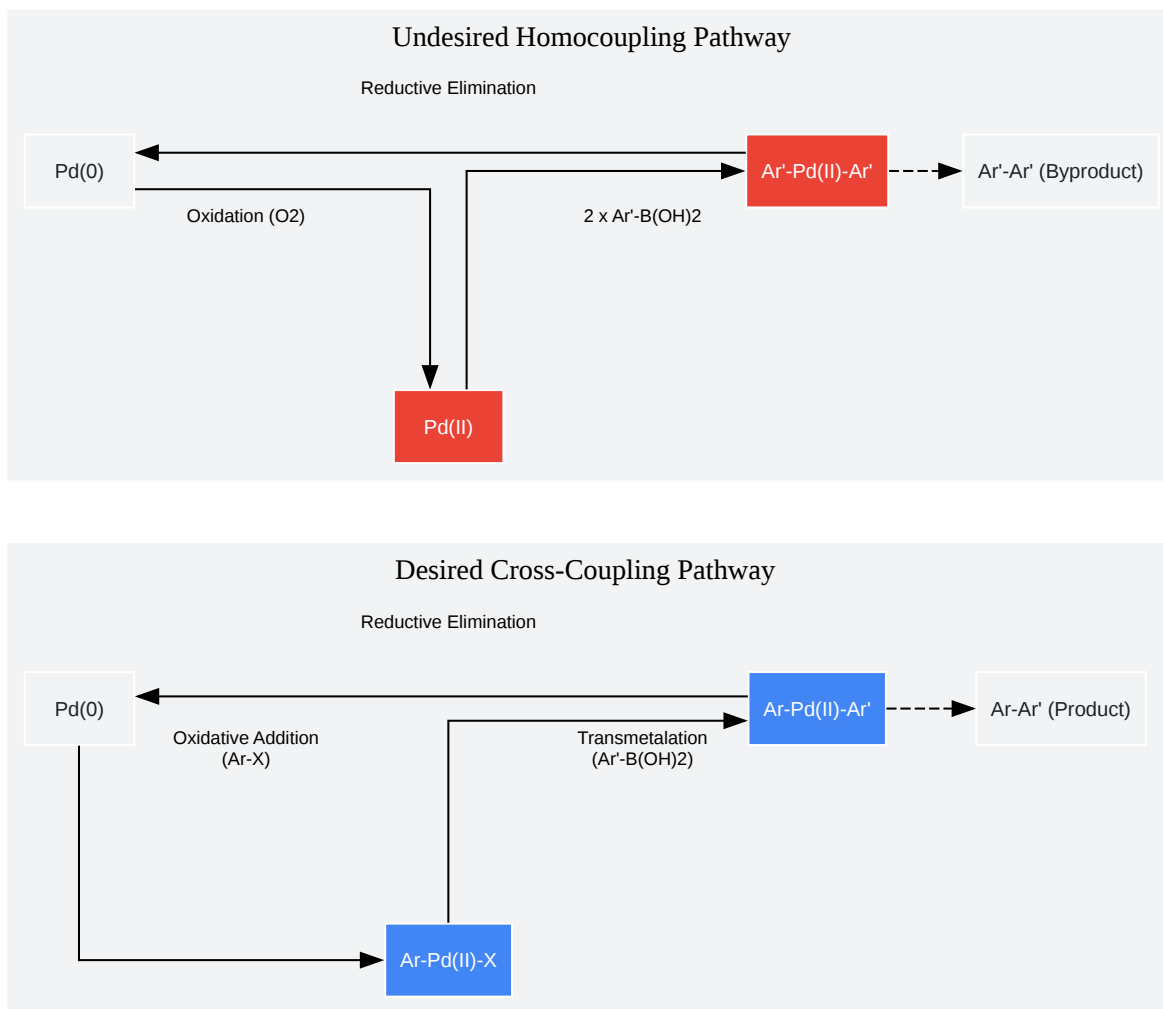 Undesired Homocoupling Pathway
Reductive Elimination
Pd(0)
Ar'-Pd(II)-Ar'
Ar'-Ar' (Byproduct)
Oxidation (O2)
2 x Ar'-B(OH)2
Pd(II)
Desired Cross-Coupling Pathway
Reductive Elimination
Pd(0)
Ar-Pd(II)-Ar'
Ar-Ar' (Product)
Oxidative Addition
(Ar-X)
Transmetalation
(Ar'-B(OH)2)
Ar-Pd(II)-X